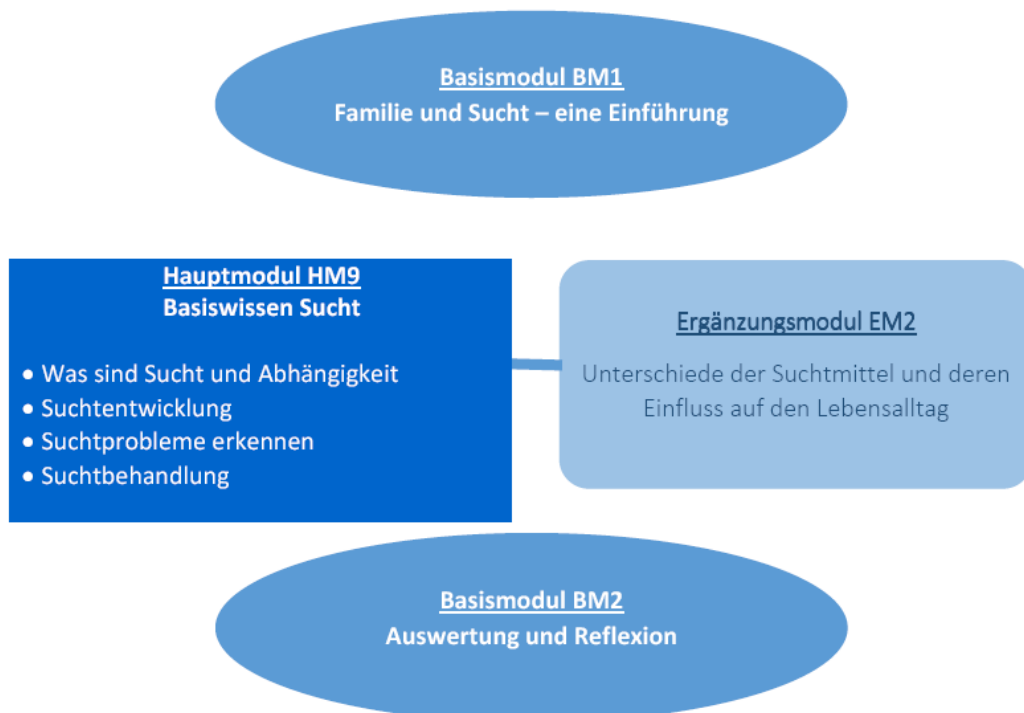 Basismodul BM1
Familie und Sucht – eine Einführung
Hauptmodul HM9
Basiswissen Sucht
• Was sind Sucht und Abhängigkeit
• Suchtentwicklung
• Suchtprobleme erkennen
• Suchtbehandlung
Ergänzungsmodul EM2
Unterschiede der Suchtmittel und deren
Einfluss auf den Lebensalltag
Basismodul BM2
Auswertung und Reflexion